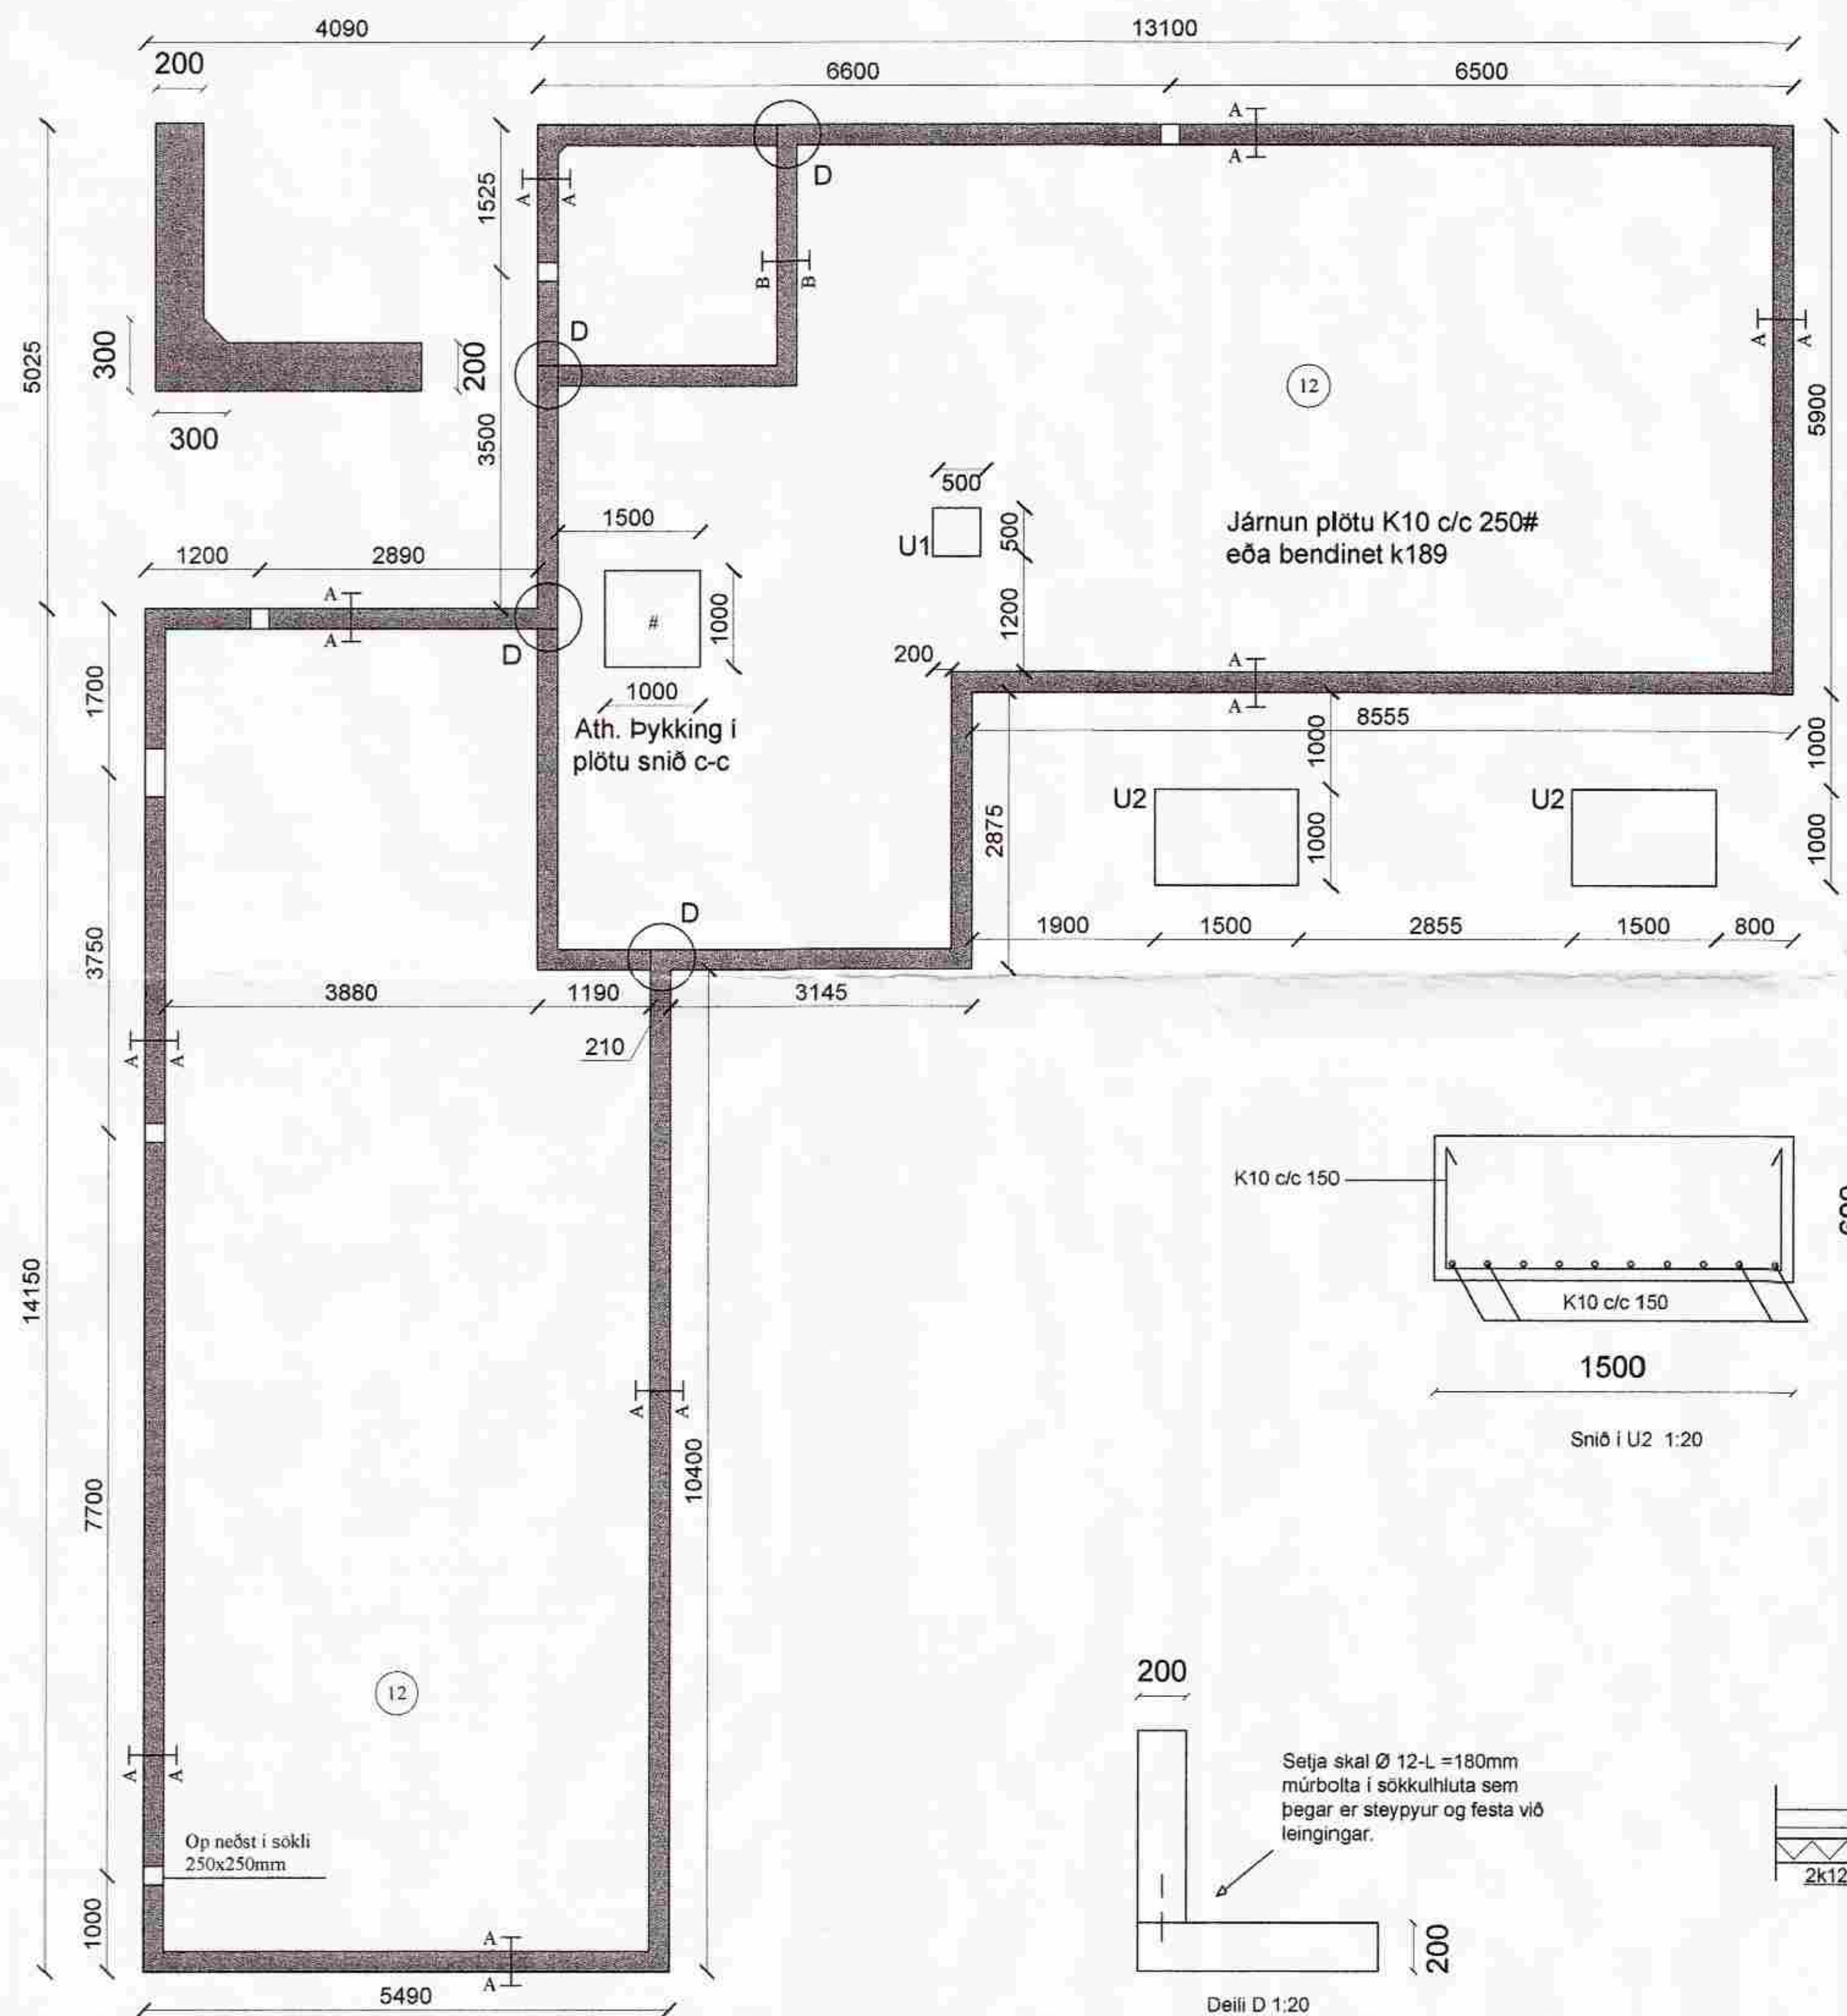 4090
13100
200
6600
6500
A
A
D
1525
A
A
B
B
D
5025
300
200
3500
300
12
A
A
5900
500
1500
U1
500
Járnun plötu K10 c/c 250#
eða bendinet k189
1200
2890
A
A
#
1000
1200
D
200
A
A
1700
1000
Ath. Þykking í
plötu snið c-c
8555
1000
1000
U2
U2
2875
1000
1000
3750
D
1900
1500
2855
1500
800
3880
1190
3145
210
A
A
K10 c/c 150
600
K10 c/c 150
14150
1500
A
A
Snið í U2 1:20
10400
7700
12
200
A
A
Setja skal Ø 12-L =180mm
múrbolta í sökkulhluta sem
þegar er steypyur og festa við
leingingar.
Op neðst í sökli
250x250mm
2k12
1000
A
A
200
5490
Deili D 1:20